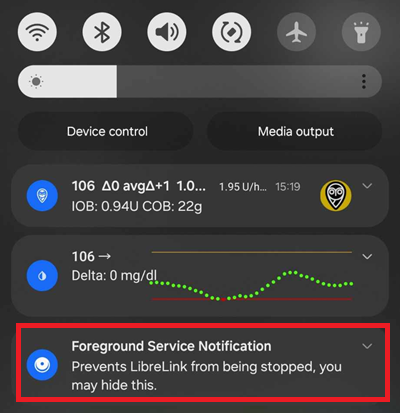 Device control
Media output
106 Δ0 avgΔ+1 1.0... 1.95 U/h... 15:19
IOB: 0.94U COB: 22g
106 →
Delta: 0 mg/dl
Foreground Service Notification
Prevents LibreLink from being stopped, you
may hide this.